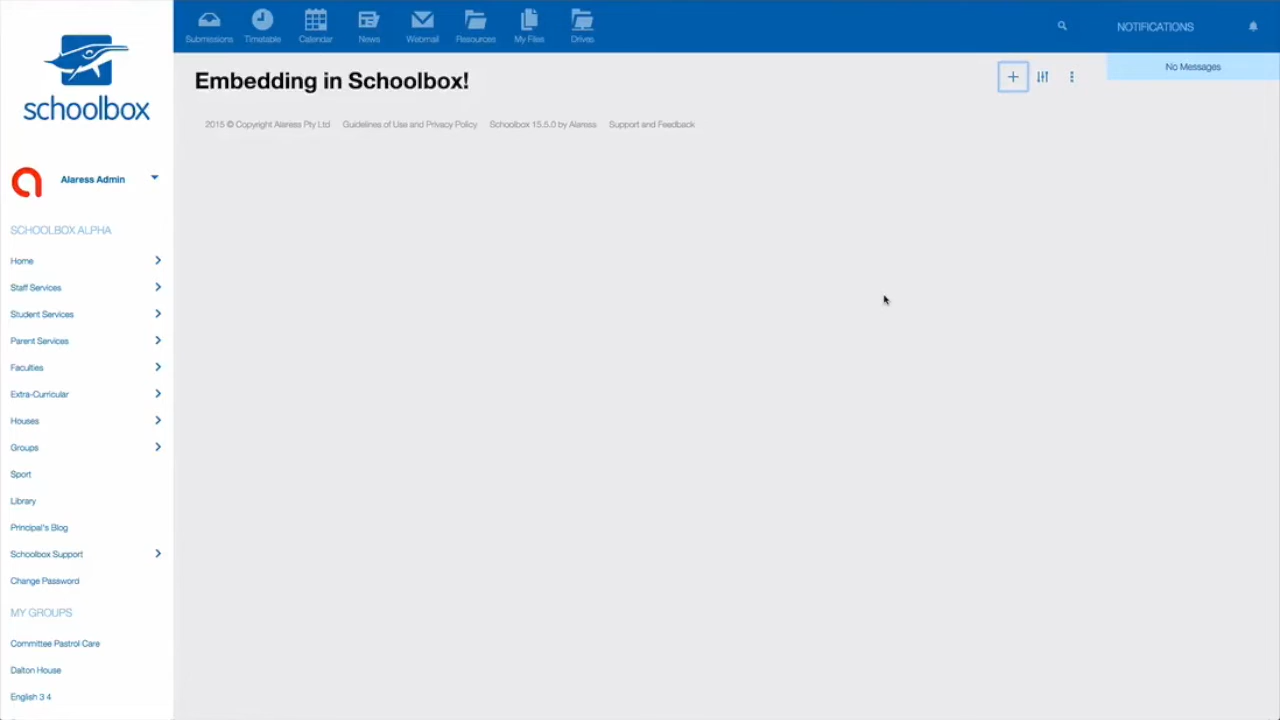 schoolbox
Alaress Admin
SCHOOLBOX ALPHA
Home
Staff Services
Student Services
Parent Services
Faculties
Extra-Curricular
Houses
Groups
Sport
Library
Principal's Blog
Schoolbox Support
Change Password
MY GROUPS
Committee Pastrol Care
Dalton House
English 3 4
Submissions Timetable Calendar News Webmail Resources My Files Drives
NOTIFICATIONS
No Messages
Embedding in Schoolbox!
2015 © Copyright Alaress Pty Ltd Guidelines of Use and Privacy Policy Schoolbox 15.5.0 by Alaress Support and Feedback